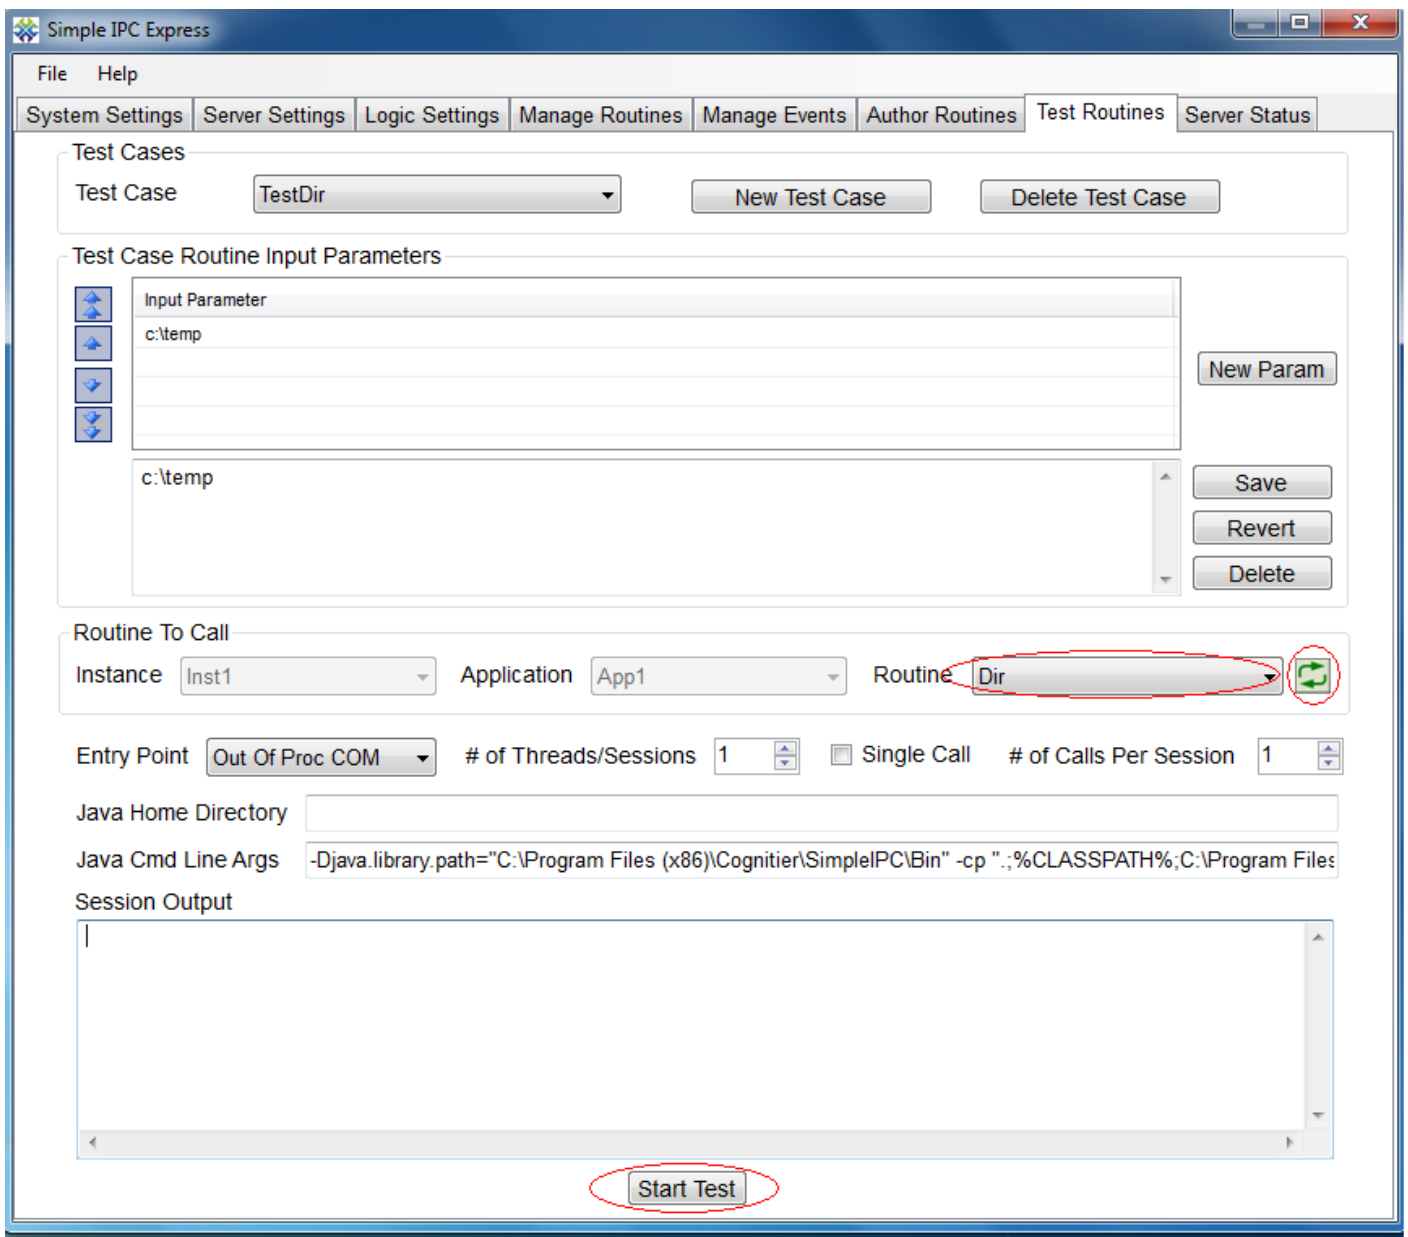 Simple IPC Express
File Help
System Settings Server Settings Logic Settings Manage Routines Manage Events Author Routines Test Routines Server Status
Test Cases
Test Case TestDir New Test Case Delete Test Case
Test Case Routine Input Parameters
Input Parameter
c:\temp
New Param
c:\temp
Save
Revert
Delete
Routine To Call
Instance Inst1 Application App1 Routine Dir
Entry Point Out Of Proc COM # of Threads/Sessions 1 Single Call # of Calls Per Session 1
Java Home Directory
Java Cmd Line Args -Djava.library.path="C:\Program Files (x86)\Cognitier\SimpleIPC\Bin" -cp ".;%CLASSPATH%;C:\Program Files
Session Output
Start Test